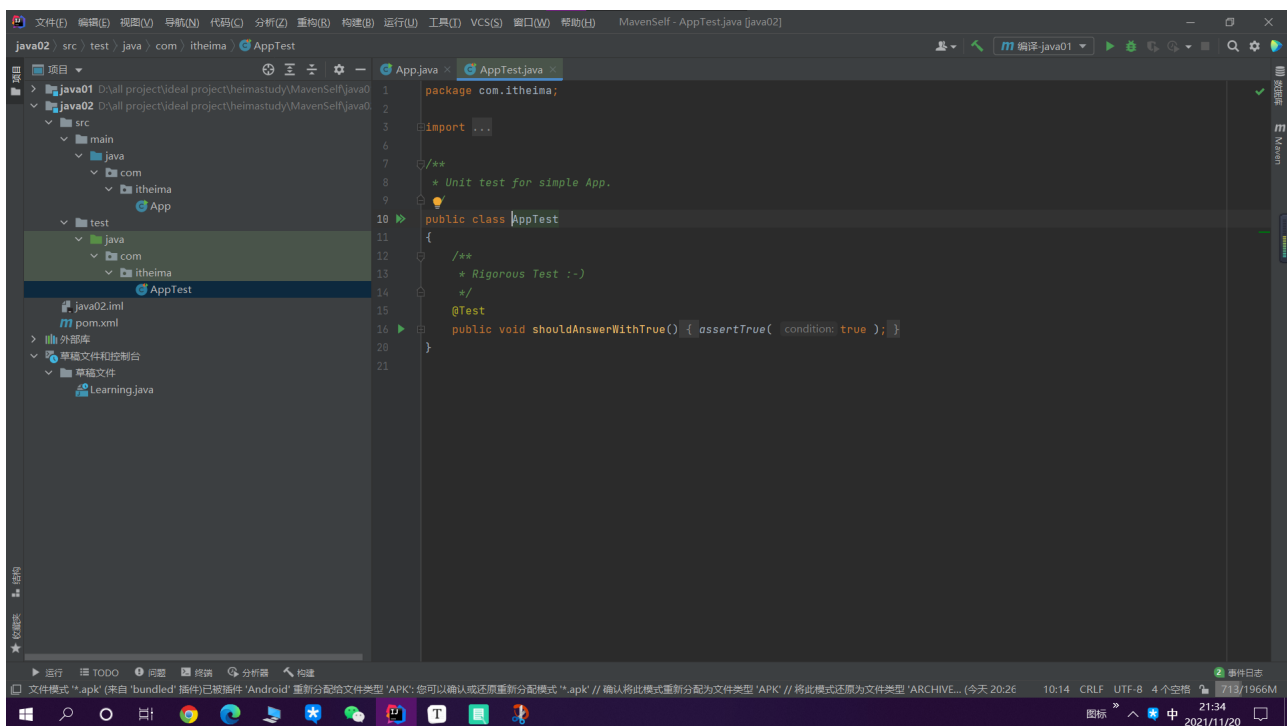 文件(F) 编辑(E) 视图(V) 导航(N) 代码(C) 分析(Z) 重构(R) 构建(B) 运行(U) 工具(T) VCS(S) 窗口(W) 帮助(H) MavenSelf - AppTest.java [java02]
java02 src test java com itheima AppTest
编译-java01
项目
App.java
AppTest.java
java01 D:\all project\ideal project\heimastudy\MavenSelf\java0
java02 D:\all project\ideal project\heimastudy\MavenSelf\java0
src
main
java
com
itheima
App
test
java
com
itheima
AppTest
java02.iml
pom.xml
外部库
草稿文件和控制台
草稿文件
Learning.java
1 package com.itheima;
2
3 import ...
6
7 /**
8 * Unit test for simple App.
9
10 public class AppTest
11 {
12 /**
13 * Rigorous Test :-)
14 */
15 @Test
16 public void shouldAnswerWithTrue() { assertTrue( condition: true ); }
20 }
21
项目
结构
收藏夹
数据库
Maven
运行 TODO 问题 终端 分析器 构建
2 事件日志
文件模式 '*.apk' (来自 'bundled' 插件)已被插件 'Android' 重新分配给文件类型 'APK': 您可以确认或还原重新分配模式 '*.apk' // 确认将此模式重新分配为文件类型 'APK' // 将此模式还原为文件类型 'ARCHIVE... (今天 20:26
10:14 CRLF UTF-8 4个空格 713/1966M
图标 中 21:34
2021/11/20